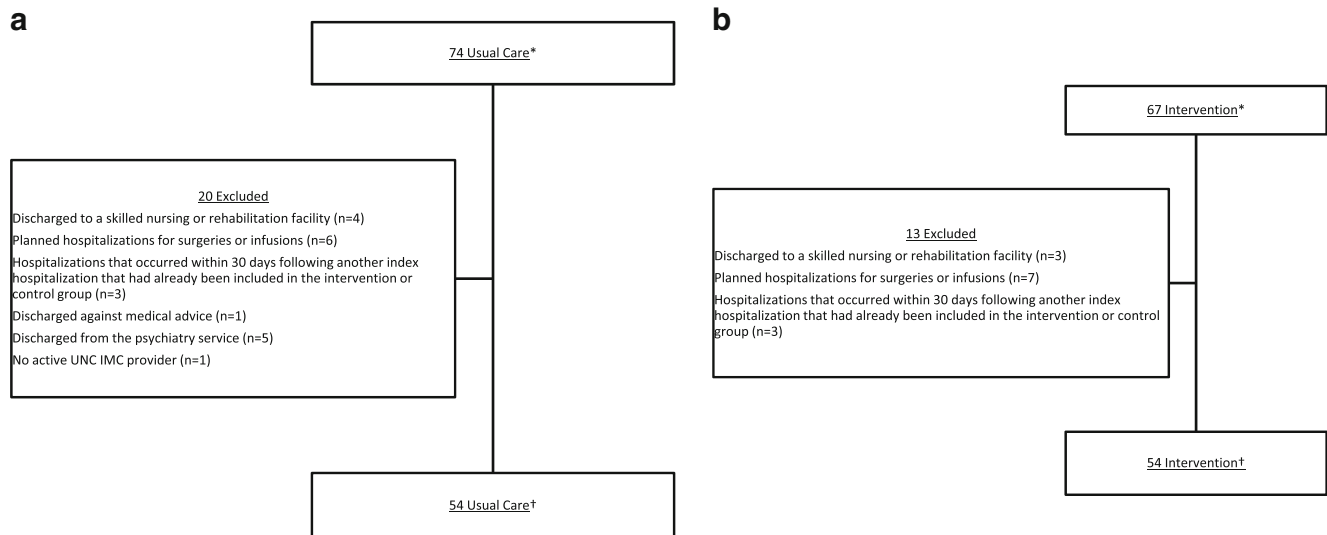 a
74 Usual Care*
20 Excluded
Discharged to a skilled nursing or rehabilitation facility (n=4)
Planned hospitalizations for surgeries or infusions (n=6)
Hospitalizations that occurred within 30 days following another index
hospitalization that had already been included in the intervention or
control group (n=3)
Discharged against medical advice (n=1)
Discharged from the psychiatry service (n=5)
No active UNC IMC provider (n=1)
54 Usual Care†
b
67 Intervention*
13 Excluded
Discharged to a skilled nursing or rehabilitation facility (n=3)
Planned hospitalizations for surgeries or infusions (n=7)
Hospitalizations that occurred within 30 days following another index
hospitalization that had already been included in the intervention or control
group (n=3)
54 Intervention†